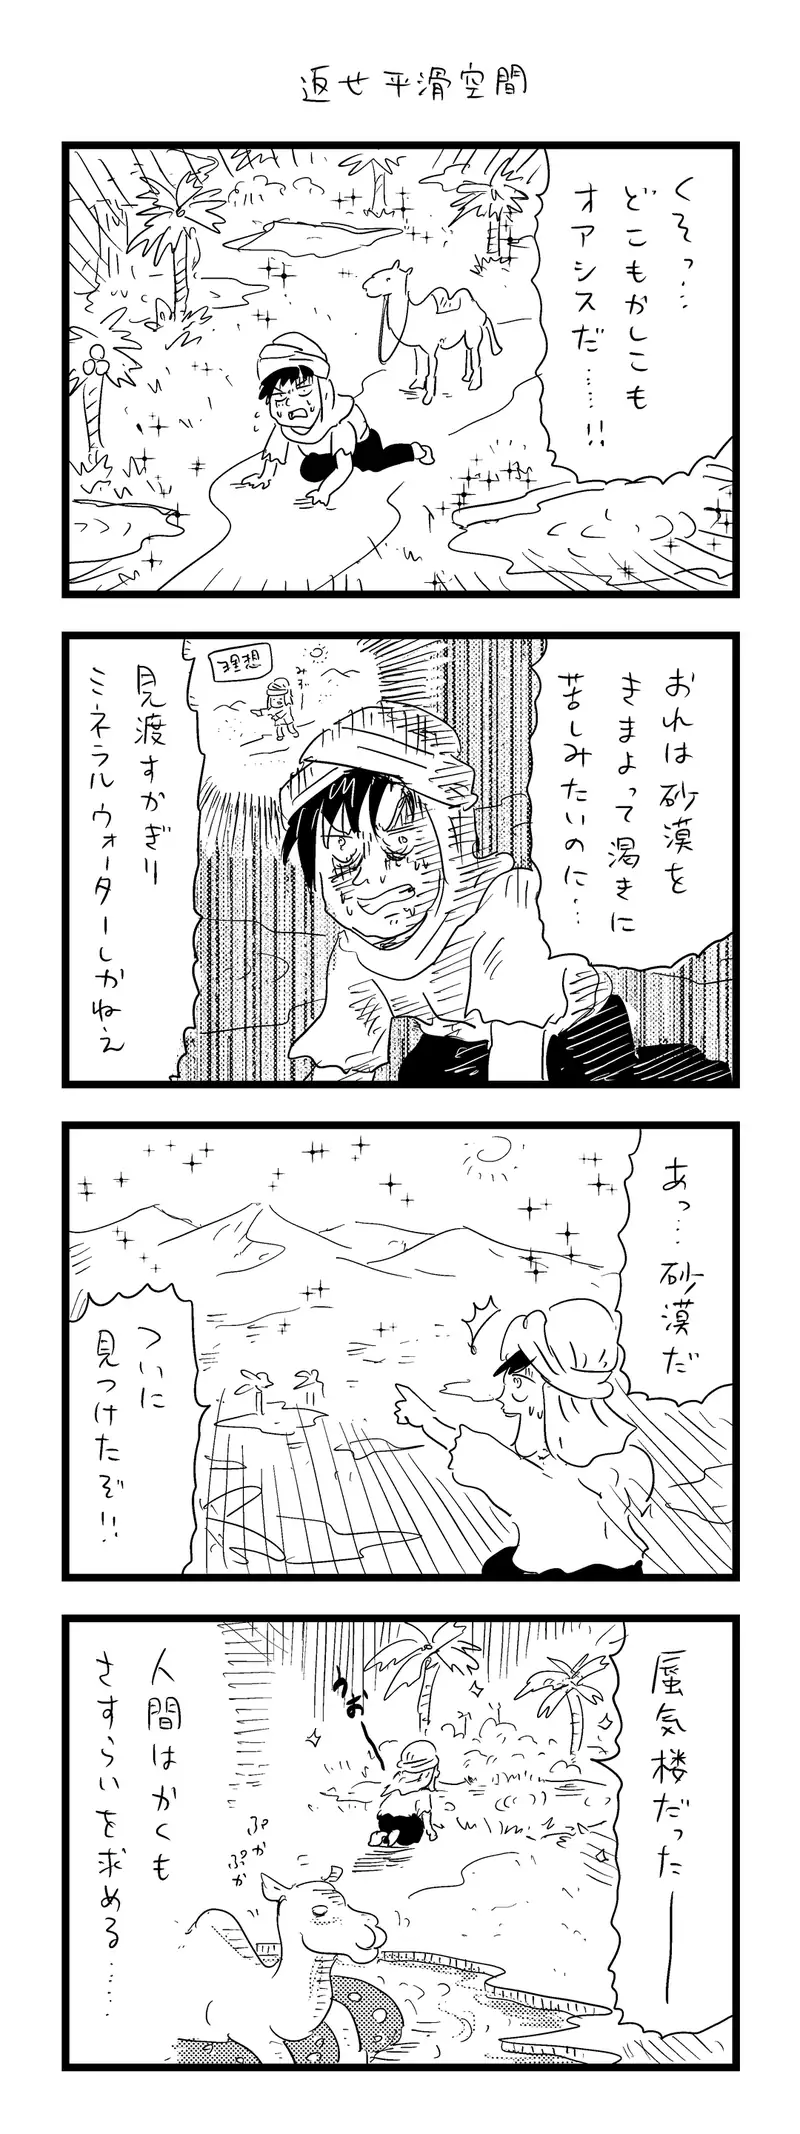 返せ平滑空間
くそっ…
どこもかしこも
オアシスだ……!!
おれは砂漠を
さまよって渇きに
苦しみたいのに…
理想
みず…
見渡すかぎり
ミネラルウォーターしかねえ
あっ…砂漠だ
ついに
見つけたぞ!!
蜃気楼だったー
うおー
ぷか
ぷか
人間はかくも
さすらいを求める……